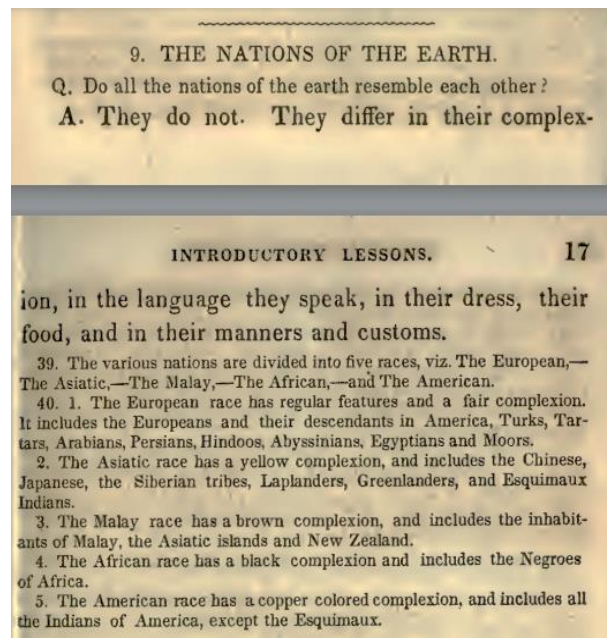 9. THE NATIONS OF THE EARTH.
Q. Do all the nations of the earth resemble each other?
A. They do not. They differ in their complex-
INTRODUCTORY LESSONS. 17
ion, in the language they speak, in their dress, their
food, and in their manners and customs.
39. The various nations are divided into five races, viz. The European,—
The Asiatic,—The Malay,—The African,—and The American.
40. 1. The European race has regular features and a fair complexion.
It includes the Europeans and their descendants in America, Turks, Tar-
tars, Arabians, Persians, Hindoos, Abyssinians, Egyptians and Moors.
2. The Asiatic race has a yellow complexion, and includes the Chinese,
Japanese, the Siberian tribes, Laplanders, Greenlanders, and Esquimaux
Indians.
3. The Malay race has a brown complexion, and includes the inhabit-
ants of Malay, the Asiatic islands and New Zealand.
4. The African race has a black complexion and includes the Negroes
of Africa.
5. The American race has a copper colored complexion, and includes all
the Indians of America, except the Esquimaux.